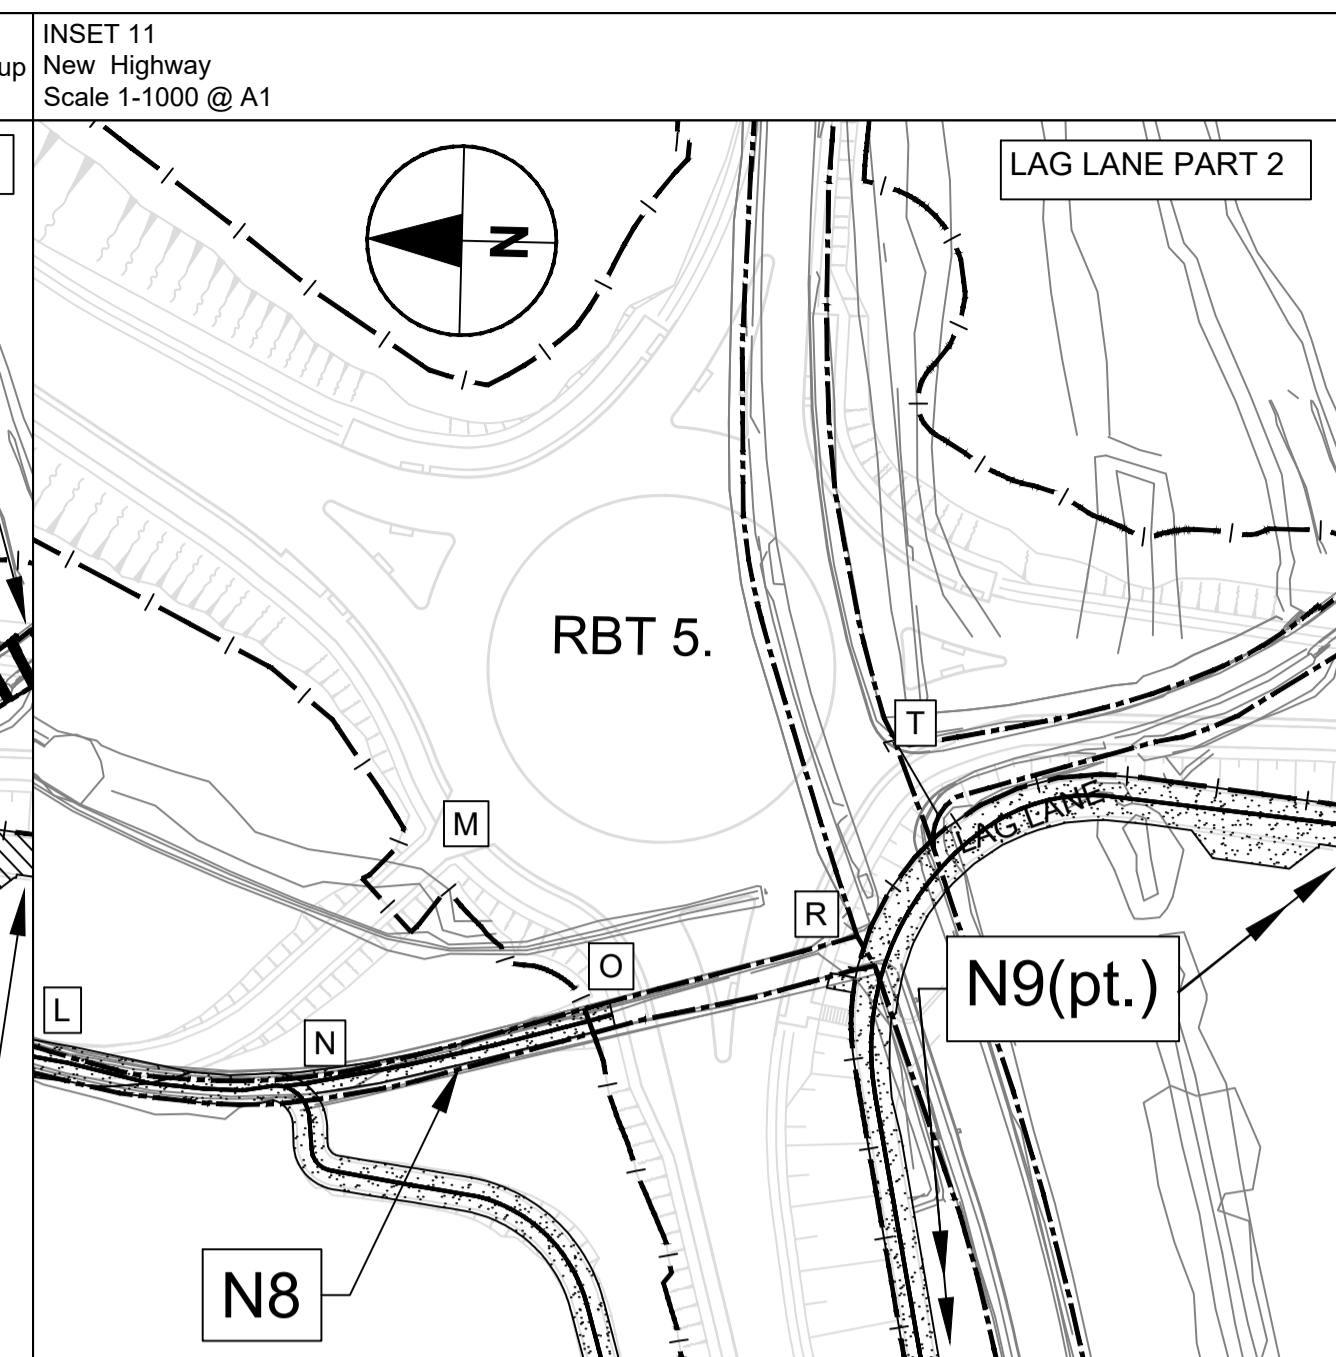 up
INSET 11
New Highway
Scale 1-1000 @ A1
LAG LANE PART 2
N
RBT 5.
T
M
LAG LANE
R
O
N9(pt.)
L
N
N8